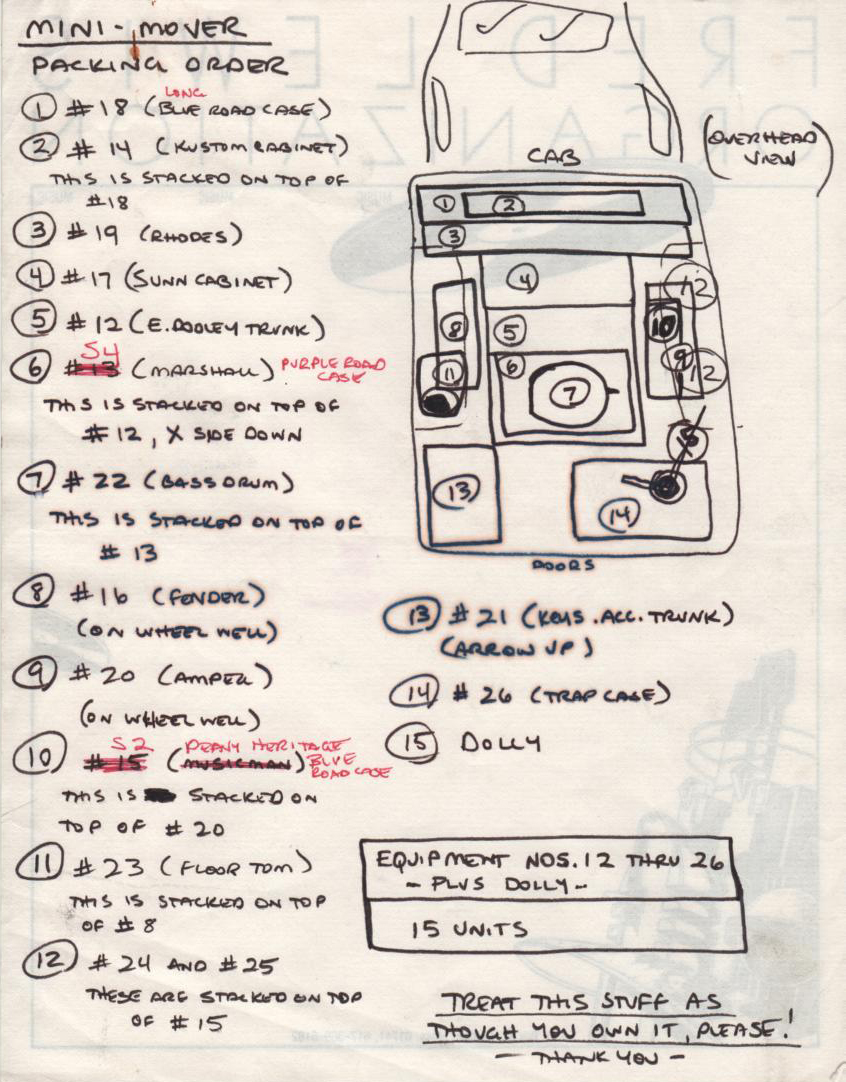 MINI-MOVER
PACKING ORDER
1 #18 (LONG BLUE ROAD CASE)
2 #14 (KUSTOM CABINET)
THIS IS STACKED ON TOP OF
#18
3 #19 (RHODES)
4 #17 (SUNN CABINET)
5 #12 (E. DOOLEY TRUNK)
S4
6 #13 (MARSHALL) PURPLE ROAD
CASE
THIS IS STACKED ON TOP OF
#12, X SIDE DOWN
7 #22 (BASS DRUM)
THIS IS STACKED ON TOP OF
#13
8 #16 (FENDER)
(ON WHEEL WELL)
9 #20 (AMPEG)
(ON WHEEL WELL)
S2 PEAVY HERITAGE
10 #15 (MUSICMAN) BLUE
ROAD CASE
THIS IS STACKED ON
TOP OF #20
11 #23 (FLOOR TOM)
THIS IS STACKED ON TOP
OF #8
12 #24 AND #25
THESE ARE STACKED ON TOP
OF #15
(OVERHEAD
VIEW)
CAB
1 2
3
4
12
8
5
10
11
6
9
12
7
15
13
14
DOORS
13 #21 (KEYS. ACC. TRUNK)
(ARROW UP)
14 #26 (TRAP CASE)
15 DOLLY
EQUIPMENT NOS. 12 THRU 26
- PLUS DOLLY -
15 UNITS
TREAT THIS STUFF AS
THOUGH YOU OWN IT, PLEASE!
- THANK YOU -
FRED LEWIS
ORGANIZATION